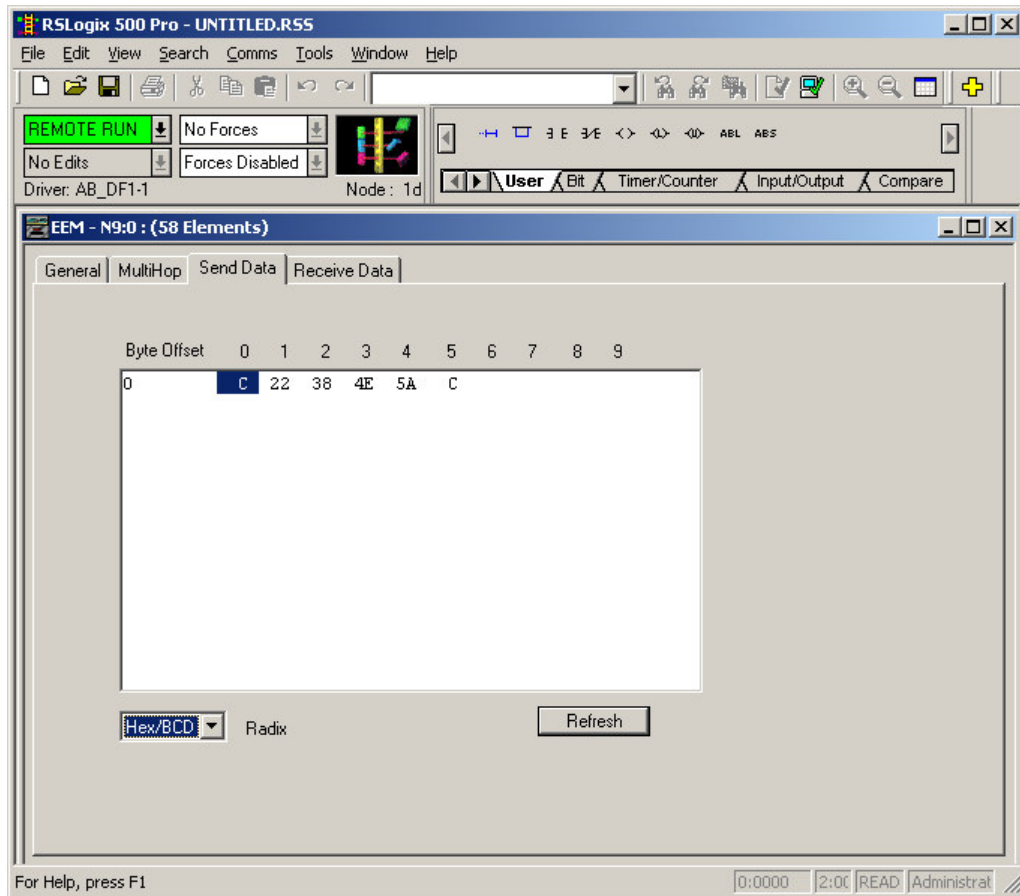 RSLogix 500 Pro - UNTITLED.RSS
File Edit View Search Comms Tools Window Help
REMOTE RUN No Forces
No Edits Forces Disabled
Driver: AB_DF1-1 Node: 1d
ABL ABS
User Bit Timer/Counter Input/Output Compare
EEM - N9:0 : (58 Elements)
General MultiHop Send Data Receive Data
Byte Offset 0 1 2 3 4 5 6 7 8 9
0 C 22 38 4E 5A C
Hex/BCD Radix Refresh
For Help, press F1 0:0000 2:00 READ Administrat